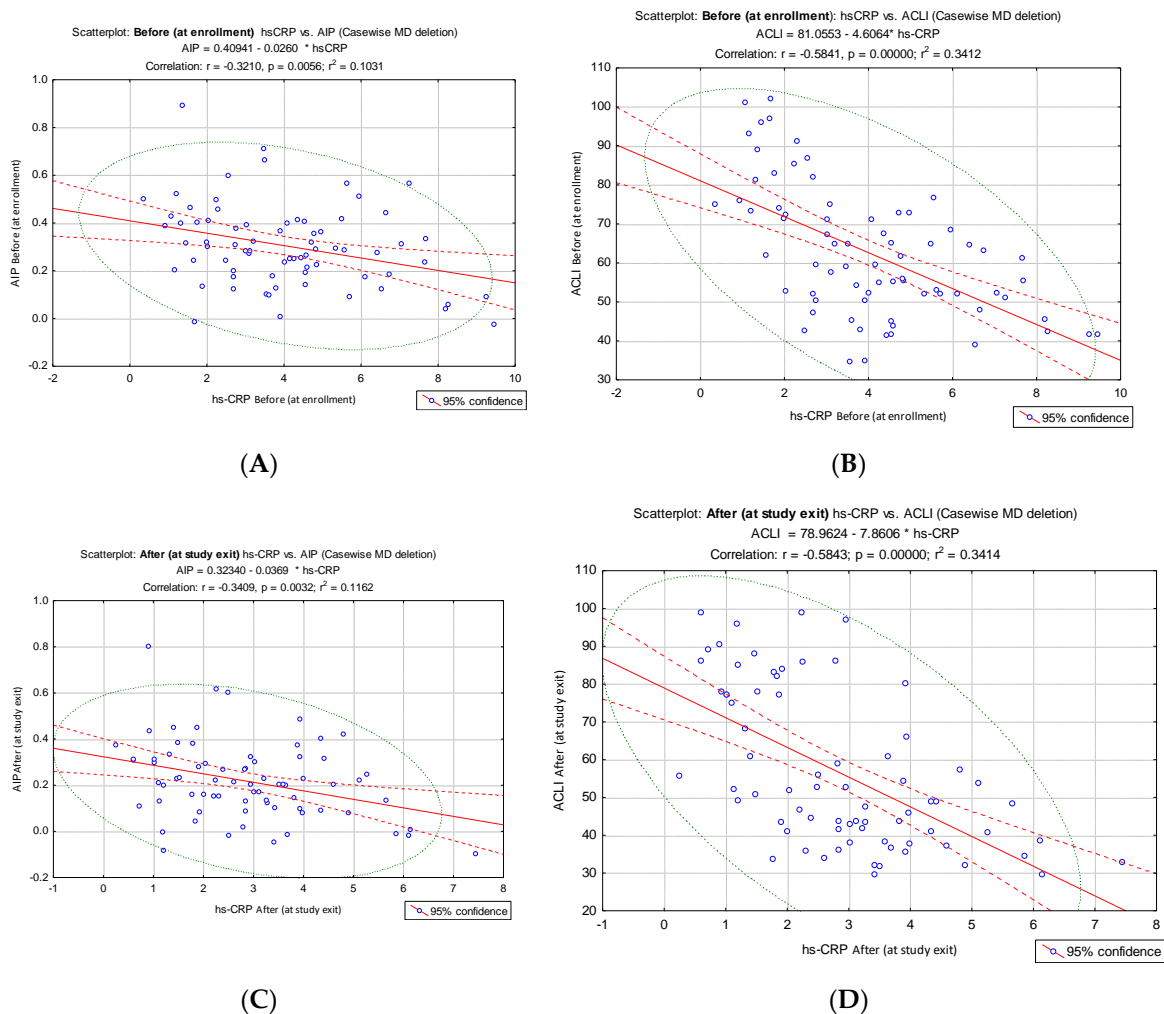 Scatterplot: Before (at enrollment) hsCRP vs. AIP (Casewise MD deletion)
AIP = 0.40941 - 0.0260 * hsCRP
Correlation: r = -0.3210, p = 0.0056; r² = 0.1031
1.0
0.8
0.6
0.4
0.2
0.0
-0.2
AIP Before (at enrollment)
-2 0 2 4 6 8 10
hs-CRP Before (at enrollment)
95% confidence
(A)
Scatterplot: Before (at enrollment): hsCRP vs. ACLI (Casewise MD deletion)
ACLI = 81.0553 - 4.6064* hs-CRP
Correlation: r = -0.5841, p = 0.00000; r² = 0.3412
110
100
90
80
70
60
50
40
30
ACLI Before (at enrollment)
-2 0 2 4 6 8 10
hs-CRP Before (at enrollment)
95% confidence
(B)
Scatterplot: After (at study exit) hs-CRP vs. AIP (Casewise MD deletion)
AIP = 0.32340 - 0.0369 * hs-CRP
Correlation: r = -0.3409, p = 0.0032; r² = 0.1162
1.0
0.8
0.6
0.4
0.2
0.0
-0.2
AIPAfter (at study exit)
-1 0 1 2 3 4 5 6 7 8
hs-CRP After (at study exit)
95% confidence
(C)
Scatterplot: After (at study exit) hs-CRP vs. ACLI (Casewise MD deletion)
ACLI = 78.9624 - 7.8606 * hs-CRP
Correlation: r = -0.5843; p = 0.00000; r² = 0.3414
110
100
90
80
70
60
50
40
30
20
ACLI After (at study exit)
-1 0 1 2 3 4 5 6 7 8
hs-CRP After (at study exit)
95% confidence
(D)